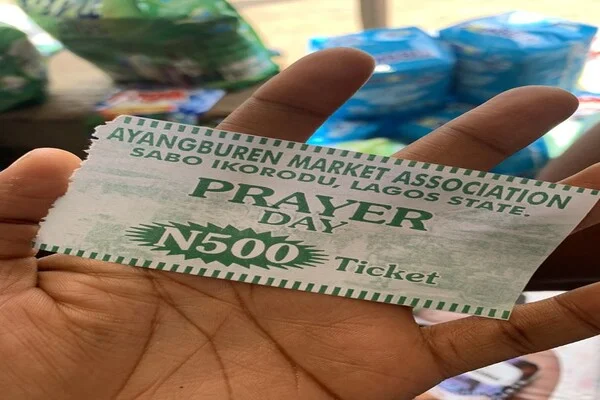 AYANGBUREN MARKET ASSOCIATION
SABO IKORODU, LAGOS STATE.
PRAYER
DAY
N500 Ticket